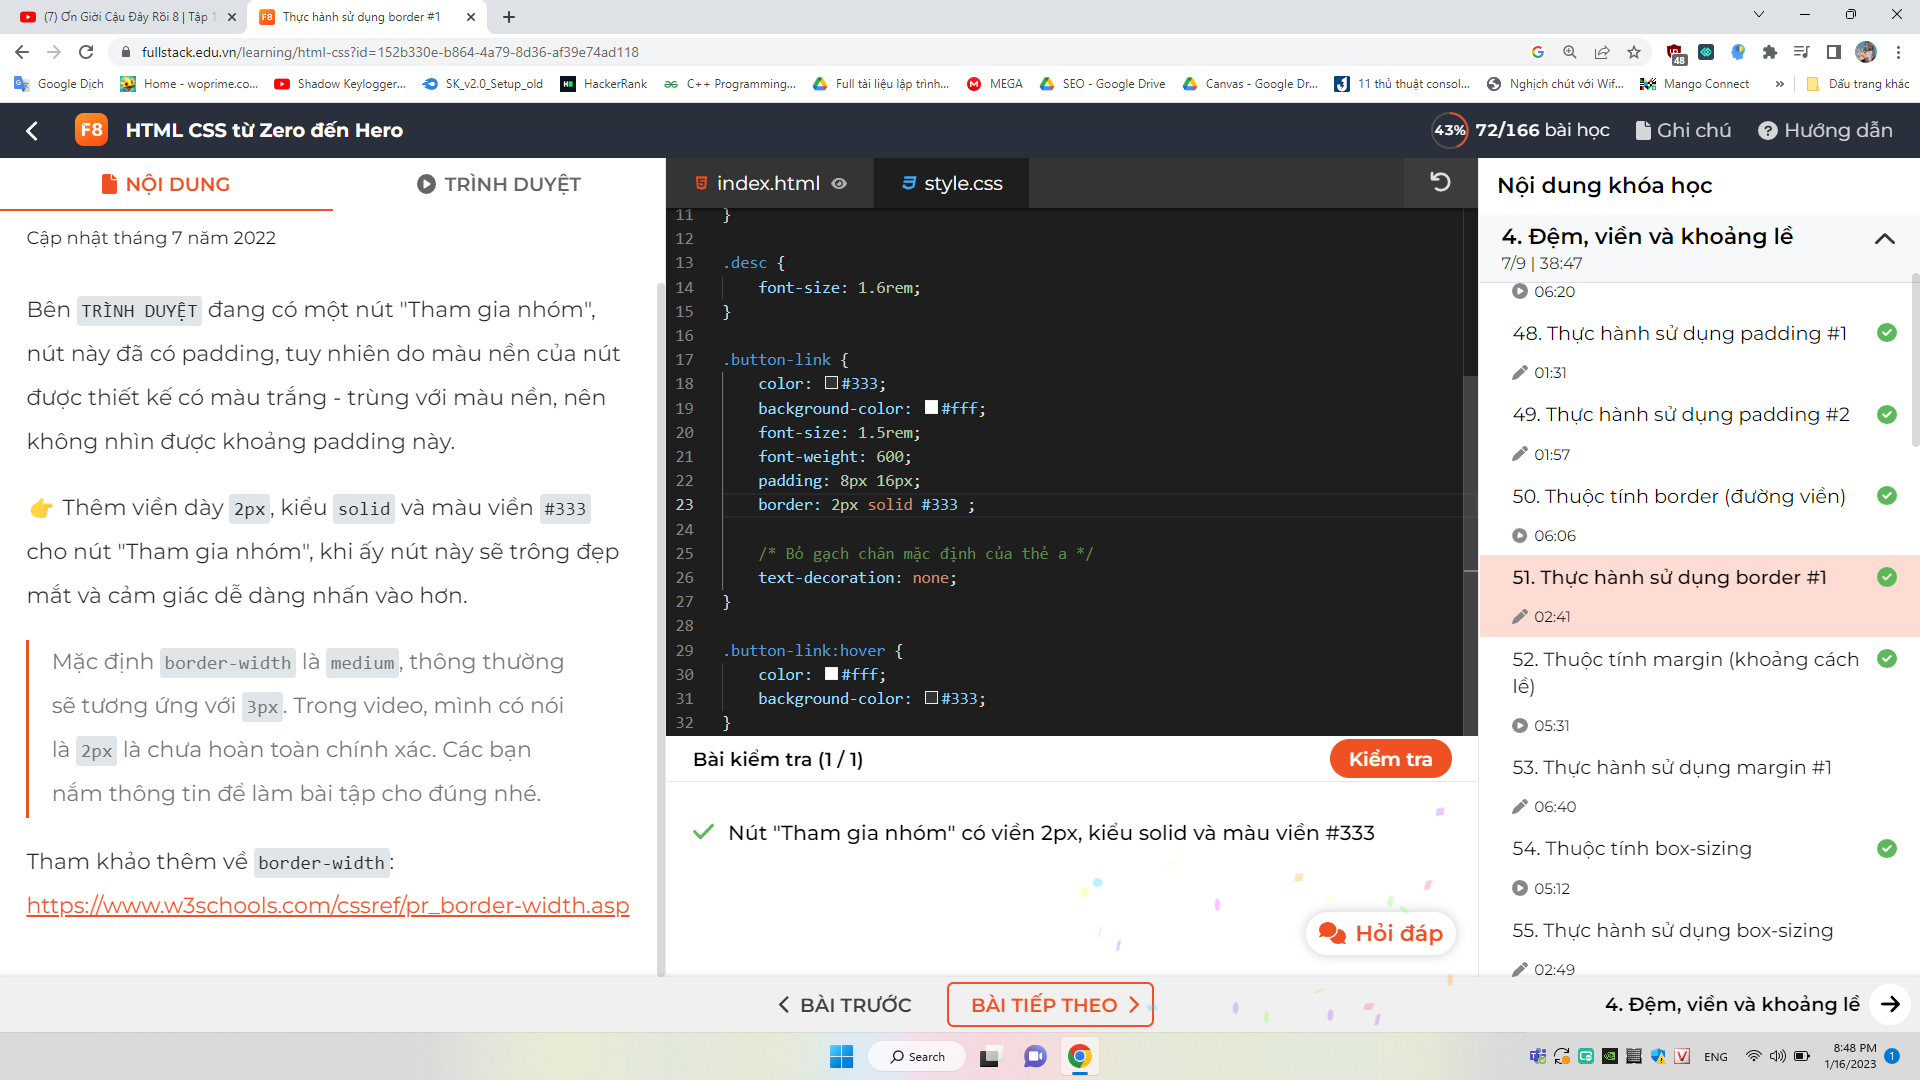 (7) Ơn Giời Cậu Đây Rồi 8 | Tập 1
Thực hành sử dụng border #1
fullstack.edu.vn/learning/html-css?id=152b330e-b864-4a79-8d36-af39e74ad118
48
Google Dịch
Home - woprime.co...
Shadow Keylogger...
SK_v2.0_Setup_old
HackerRank
C++ Programming...
Full tài liệu lập trình...
MEGA
SEO - Google Drive
Canvas - Google Dr...
11 thủ thuật consol...
Nghịch chút với Wif...
Mango Connect
»
Dấu trang khác
F8
HTML CSS từ Zero đến Hero
43%
72/166 bài học
Ghi chú
Hướng dẫn
NỘI DUNG
TRÌNH DUYỆT
Cập nhật tháng 7 năm 2022
Bên TRÌNH DUYỆT đang có một nút "Tham gia nhóm",
nút này đã có padding, tuy nhiên do màu nền của nút
được thiết kế có màu trắng - trùng với màu nền, nên
không nhìn được khoảng padding này.
👉 Thêm viền dày 2px, kiểu solid và màu viền #333
cho nút "Tham gia nhóm", khi ấy nút này sẽ trông đẹp
mắt và cảm giác dễ dàng nhấn vào hơn.
Mặc định border-width là medium, thông thường
sẽ tương ứng với 3px. Trong video, mình có nói
là 2px là chưa hoàn toàn chính xác. Các bạn
nắm thông tin để làm bài tập cho đúng nhé.
Tham khảo thêm về border-width:
https://www.w3schools.com/cssref/pr_border-width.asp
index.html
style.css
11 }
12
13 .desc {
14 font-size: 1.6rem;
15 }
16
17 .button-link {
18 color: #333;
19 background-color: #fff;
20 font-size: 1.5rem;
21 font-weight: 600;
22 padding: 8px 16px;
23 border: 2px solid #333 ;
24
25 /* Bỏ gạch chân mặc định của thẻ a */
26 text-decoration: none;
27 }
28
29 .button-link:hover {
30 color: #fff;
31 background-color: #333;
32 }
Bài kiểm tra (1 / 1)
Kiểm tra
Nút "Tham gia nhóm" có viền 2px, kiểu solid và màu viền #333
Hỏi đáp
Nội dung khóa học
4. Đệm, viền và khoảng lề
7/9 | 38:47
06:20
48. Thực hành sử dụng padding #1
01:31
49. Thực hành sử dụng padding #2
01:57
50. Thuộc tính border (đường viền)
06:06
51. Thực hành sử dụng border #1
02:41
52. Thuộc tính margin (khoảng cách
lề)
05:31
53. Thực hành sử dụng margin #1
06:40
54. Thuộc tính box-sizing
05:12
55. Thực hành sử dụng box-sizing
02:49
BÀI TRƯỚC
BÀI TIẾP THEO
4. Đệm, viền và khoảng lề
Search
ENG
8:48 PM
1/16/2023
1